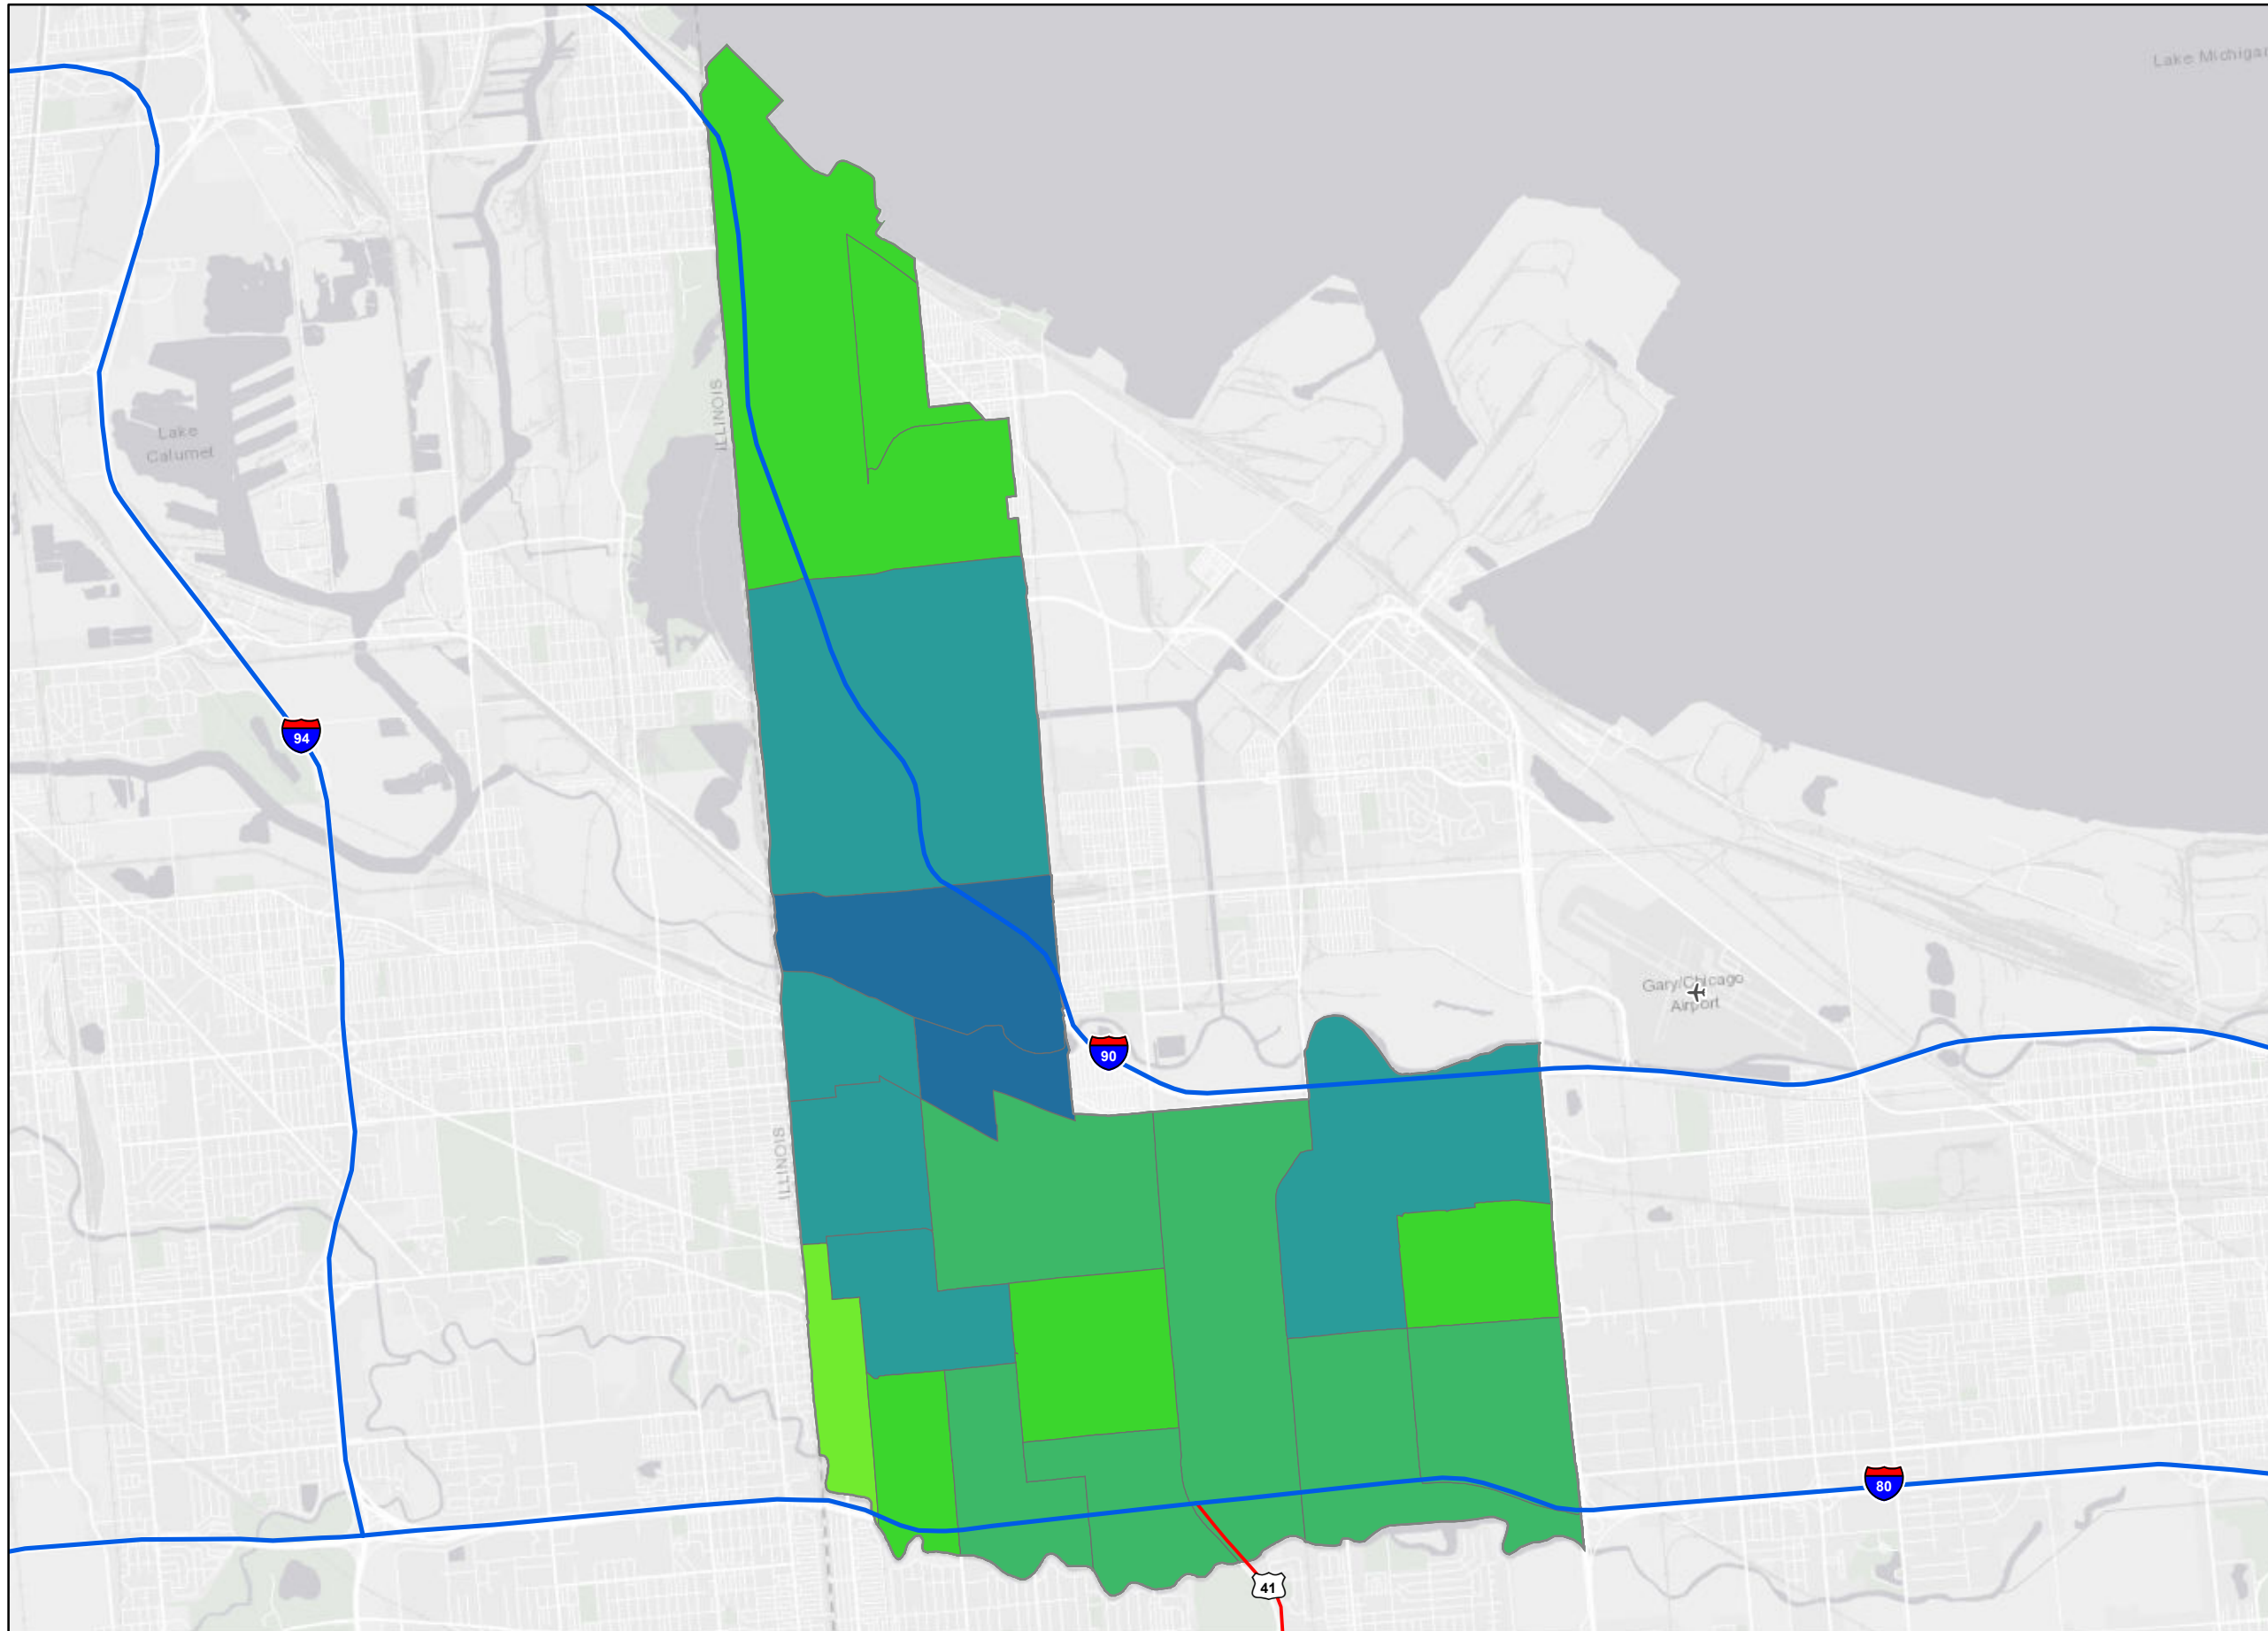 Lake Michigan
ILLINOIS
Lake
Calumet
94
Gary/Chicago
Airport
90
ILLINOIS
80
41